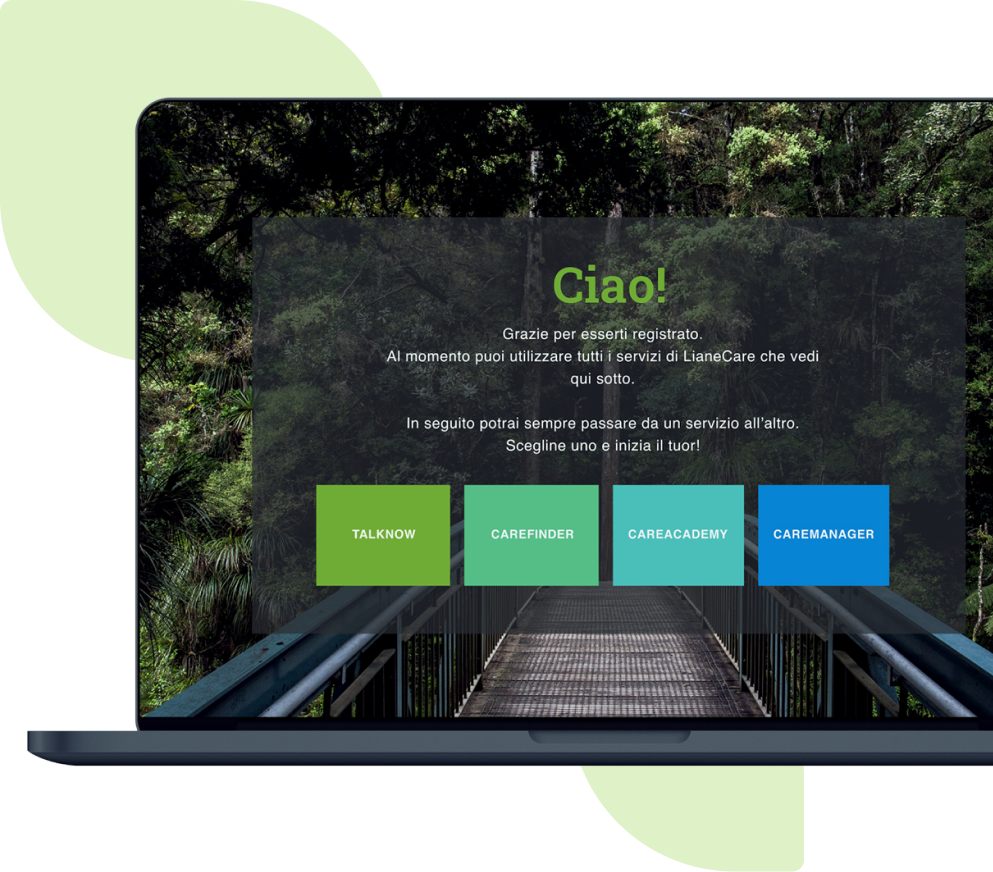 Ciao!
Grazie per esserti registrato.
Al momento puoi utilizzare tutti i servizi di LianeCare che vedi
qui sotto.
In seguito potrai sempre passare da un servizio all'altro.
Scegline uno e inizia il tuor!
TALKNOW
CAREFINDER
CAREACADEMY
CAREMANAGER